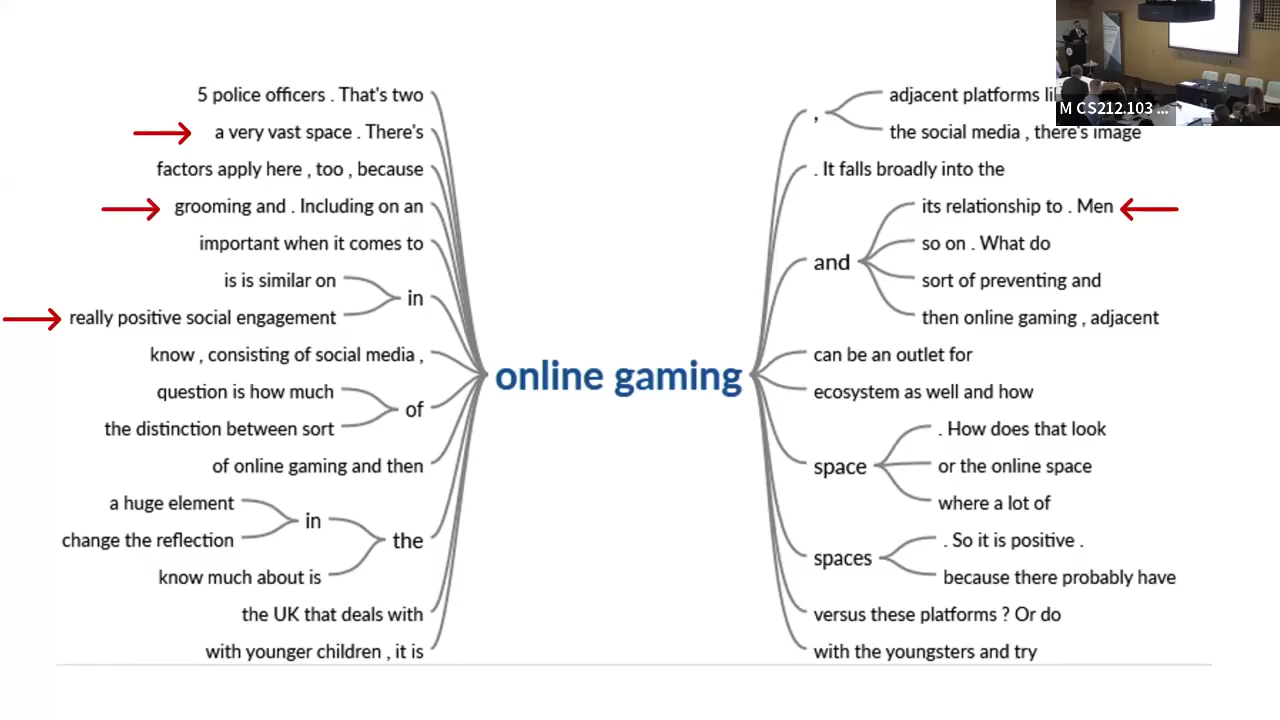 5 police officers . That's two
a very vast space . There's
factors apply here , too , because
grooming and . Including on an
important when it comes to
is is similar on
really positive social engagement
in
know , consisting of social media ,
question is how much
the distinction between sort
of
of online gaming and then
a huge element
change the reflection
in
know much about is
the
the UK that deals with
with younger children , it is
online gaming
,
adjacent platforms
the social media , there's image
. It falls broadly into the
and
its relationship to . Men
so on . What do
sort of preventing and
then online gaming , adjacent
can be an outlet for
ecosystem as well and how
space
. How does that look
or the online space
where a lot of
spaces
. So it is positive .
because there probably have
versus these platforms ? Or do
with the youngsters and try
M CS212.103 ...